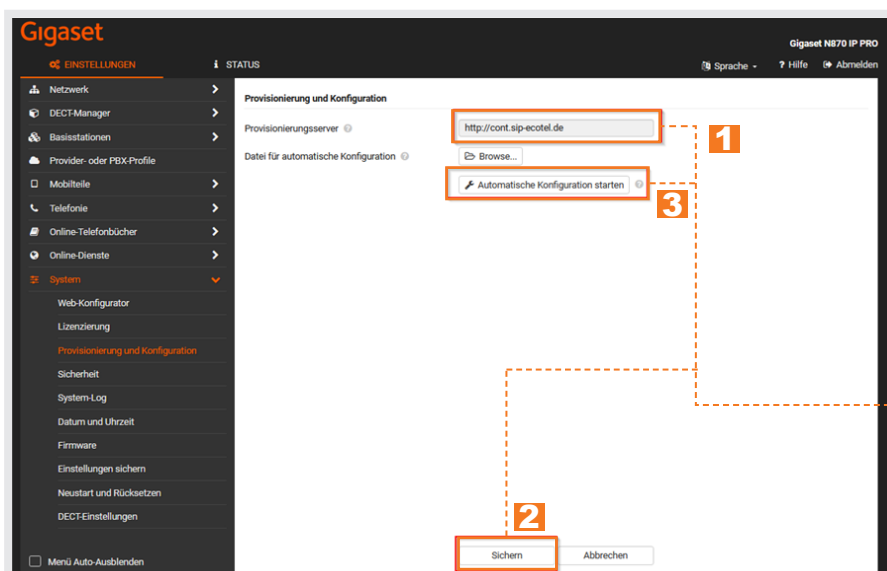 Gigaset
Gigaset N870 IP PRO
EINSTELLUNGEN
i STATUS
Sprache
? Hilfe
Abmelden
Netzwerk
DECT-Manager
Basisstationen
Provider- oder PBX-Profile
Mobilteile
Telefonie
Online-Telefonbücher
Online-Dienste
System
Web-Konfigurator
Lizenzierung
Provisionierung und Konfiguration
Sicherheit
System-Log
Datum und Uhrzeit
Firmware
Einstellungen sichern
Neustart und Rücksetzen
DECT-Einstellungen
Menü Auto-Ausblenden
Provisionierung und Konfiguration
Provisionierungsserver ?
http://cont.sip-ecotel.de
1
Datei für automatische Konfiguration ?
Browse...
Automatische Konfiguration starten ?
3
2
Sichern
Abbrechen